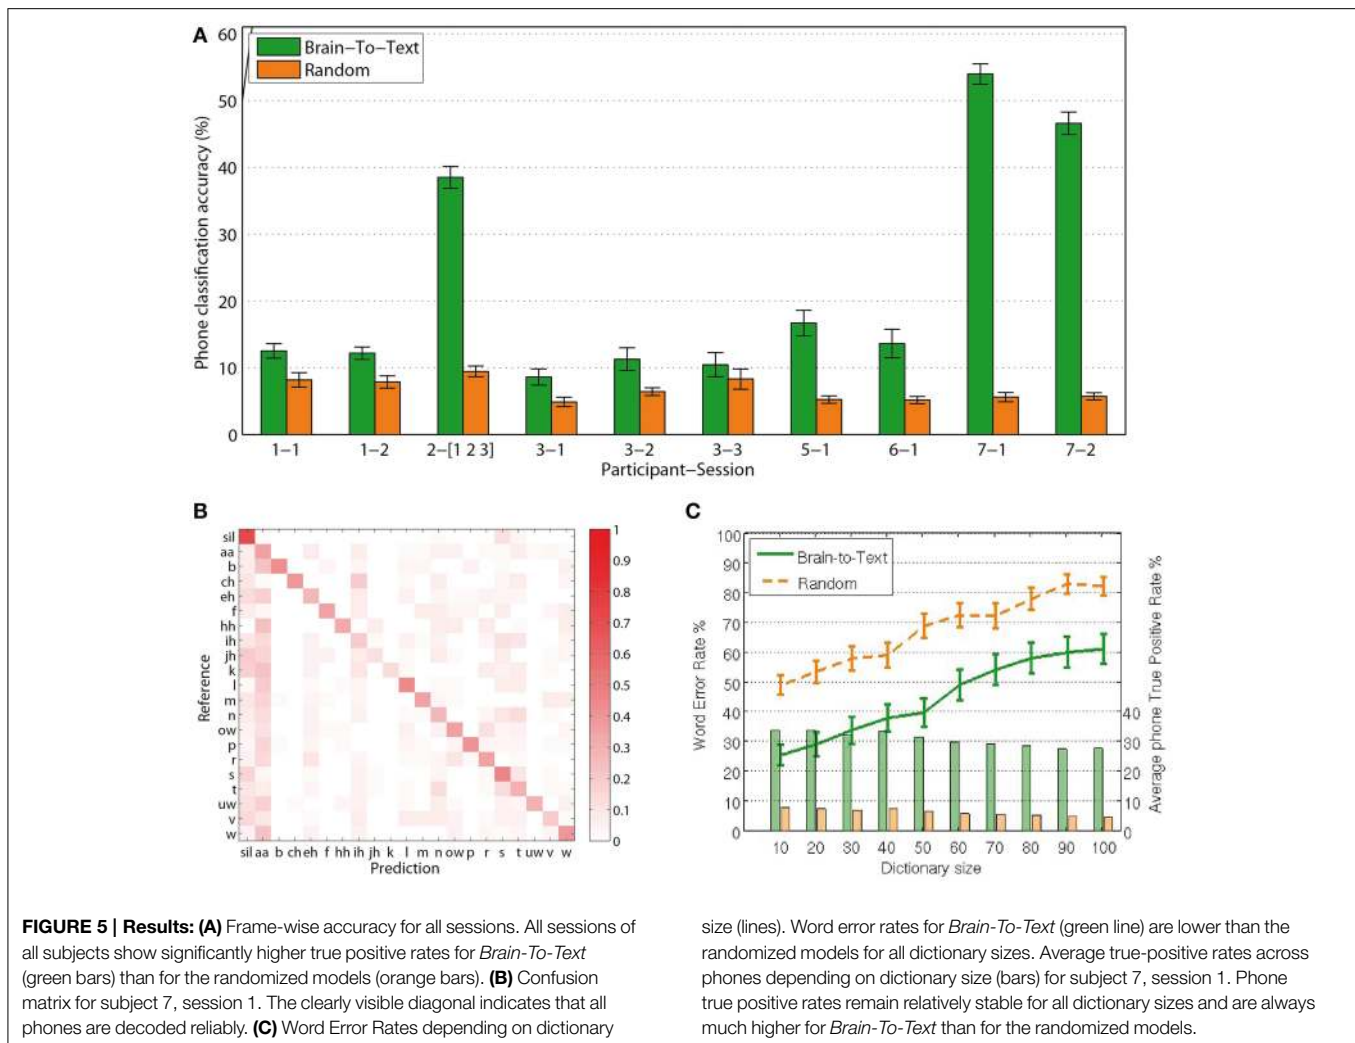 A
60
50
40
30
20
10
0
Phone classification accuracy (%)
Brain–To–Text
Random
1–1 1–2 2–[1 2 3] 3–1 3–2 3–3 5–1 6–1 7–1 7–2
Participant–Session
B
Reference
sil
aa
b
ch
eh
f
hh
ih
jh
k
l
m
n
ow
p
r
s
t
uw
v
w
sil aa b ch eh f hh ih jh k l m n ow p r s t uw v w
Prediction
1
0.9
0.8
0.7
0.6
0.5
0.4
0.3
0.2
0.1
0
C
Word Error Rate %
100
90
80
70
60
50
40
30
20
10
0
Brain-to-Text
Random
40
30
20
10
0
Average phone True Positive Rate %
10 20 30 40 50 60 70 80 90 100
Dictionary size
FIGURE 5 | Results: (A) Frame-wise accuracy for all sessions. All sessions of
all subjects show significantly higher true positive rates for Brain-To-Text
(green bars) than for the randomized models (orange bars). (B) Confusion
matrix for subject 7, session 1. The clearly visible diagonal indicates that all
phones are decoded reliably. (C) Word Error Rates depending on dictionary
size (lines). Word error rates for Brain-To-Text (green line) are lower than the
randomized models for all dictionary sizes. Average true-positive rates across
phones depending on dictionary size (bars) for subject 7, session 1. Phone
true positive rates remain relatively stable for all dictionary sizes and are always
much higher for Brain-To-Text than for the randomized models.